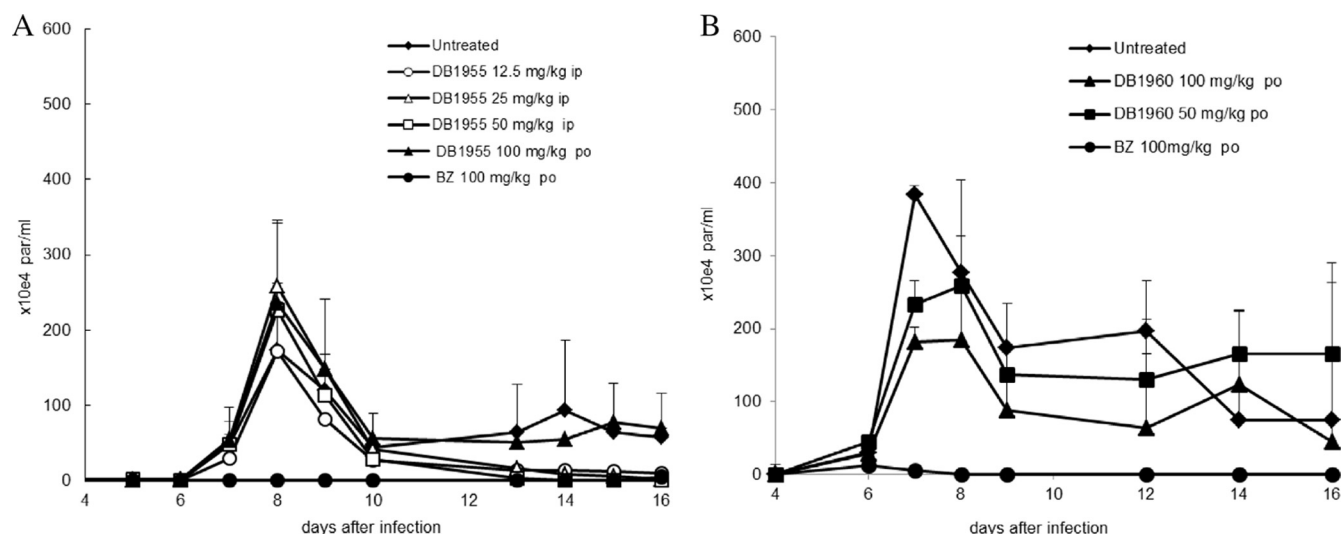 A
600
500
400
300
200
100
0
x10e4 par/ml
Untreated
DB1955 12.5 mg/kg ip
DB1955 25 mg/kg ip
DB1955 50 mg/kg ip
DB1955 100 mg/kg po
BZ 100 mg/kg po
4 6 8 10 12 14 16
days after infection
B
600
500
400
300
200
100
0
x10e4 par/ml
Untreated
DB1960 100 mg/kg po
DB1960 50 mg/kg po
BZ 100mg/kg po
4 6 8 10 12 14 16
days after infection